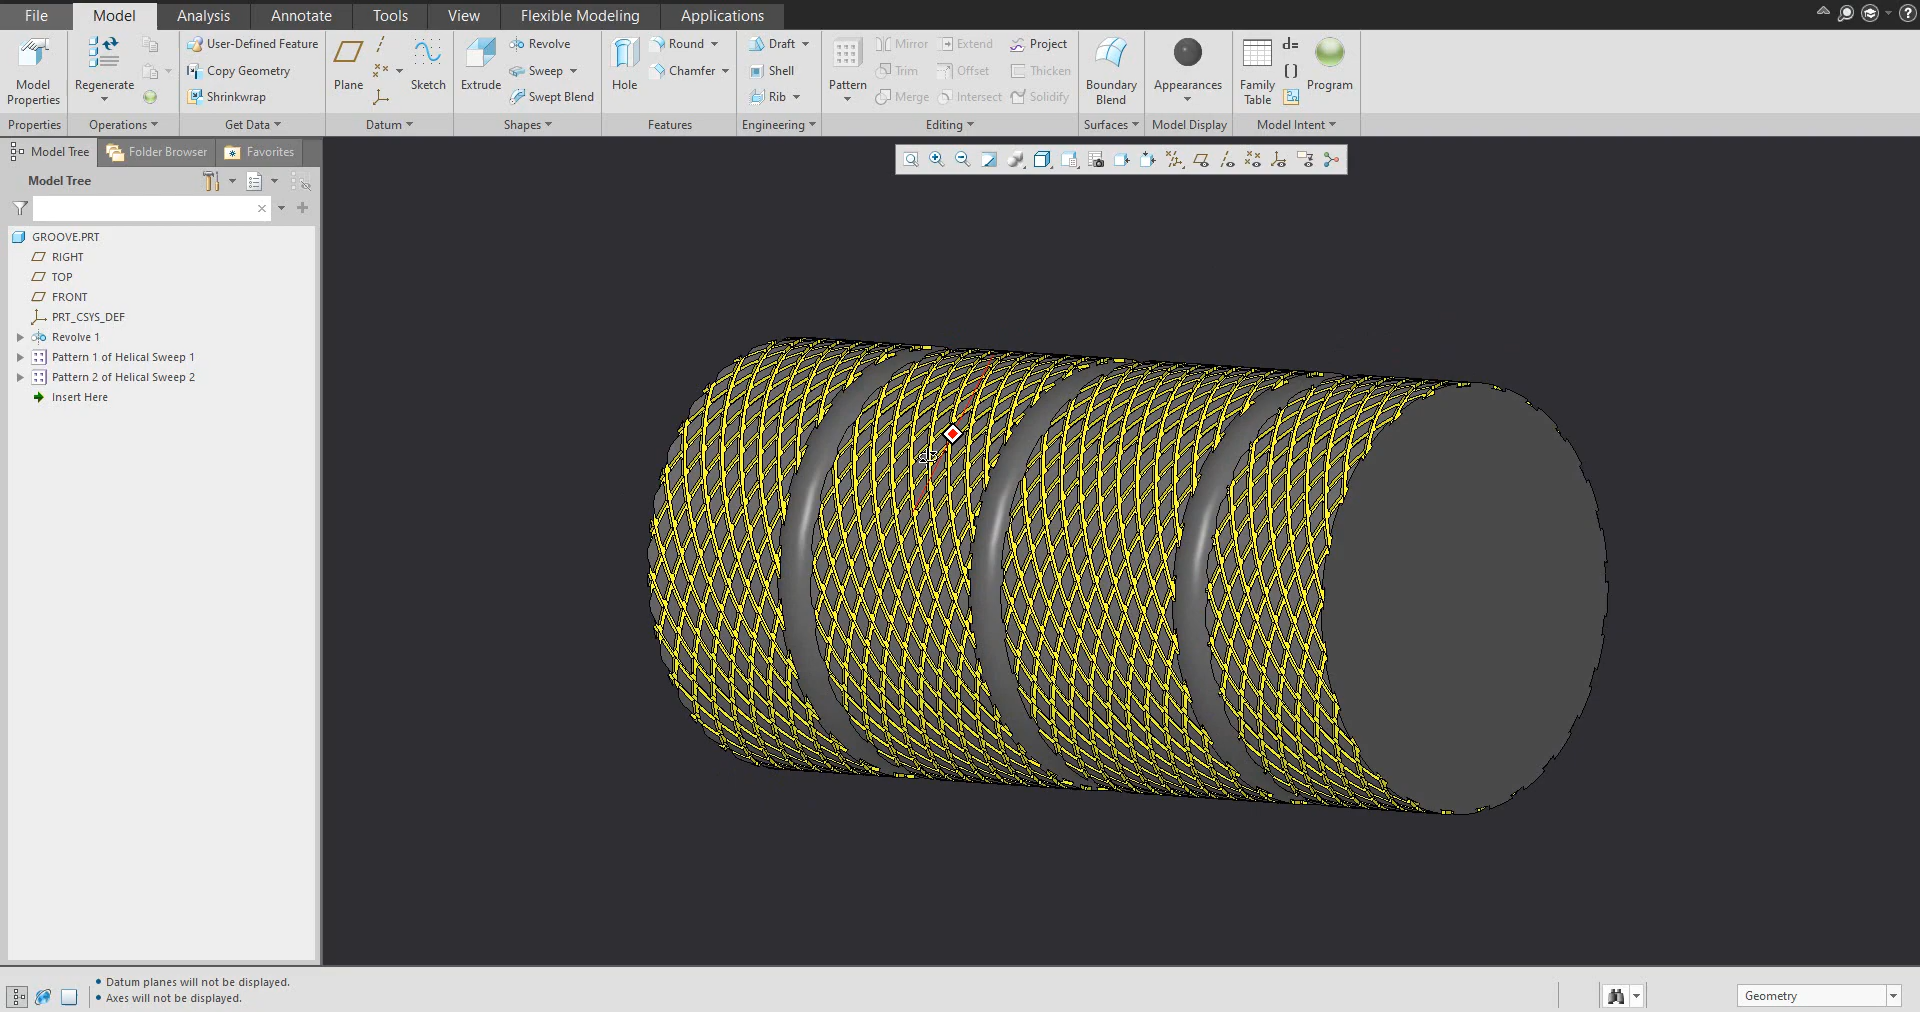 File Model Analysis Annotate Tools View Flexible Modeling Applications
Model Properties
Regenerate
User-Defined Feature
Copy Geometry
Shrinkwrap
Plane
Sketch
Extrude
Revolve
Sweep
Swept Blend
Hole
Round
Chamfer
Draft
Shell
Rib
Pattern
Mirror Extend Project
Trim Offset Thicken
Merge Intersect Solidify
Boundary Blend
Appearances
Family Table
d=
[ ]
Program
Properties Operations Get Data Datum Shapes Features Engineering Editing Surfaces Model Display Model Intent
Model Tree Folder Browser Favorites
Model Tree
GROOVE.PRT
RIGHT
TOP
FRONT
PRT_CSYS_DEF
Revolve 1
Pattern 1 of Helical Sweep 1
Pattern 2 of Helical Sweep 2
Insert Here
• Datum planes will not be displayed.
• Axes will not be displayed.
Geometry